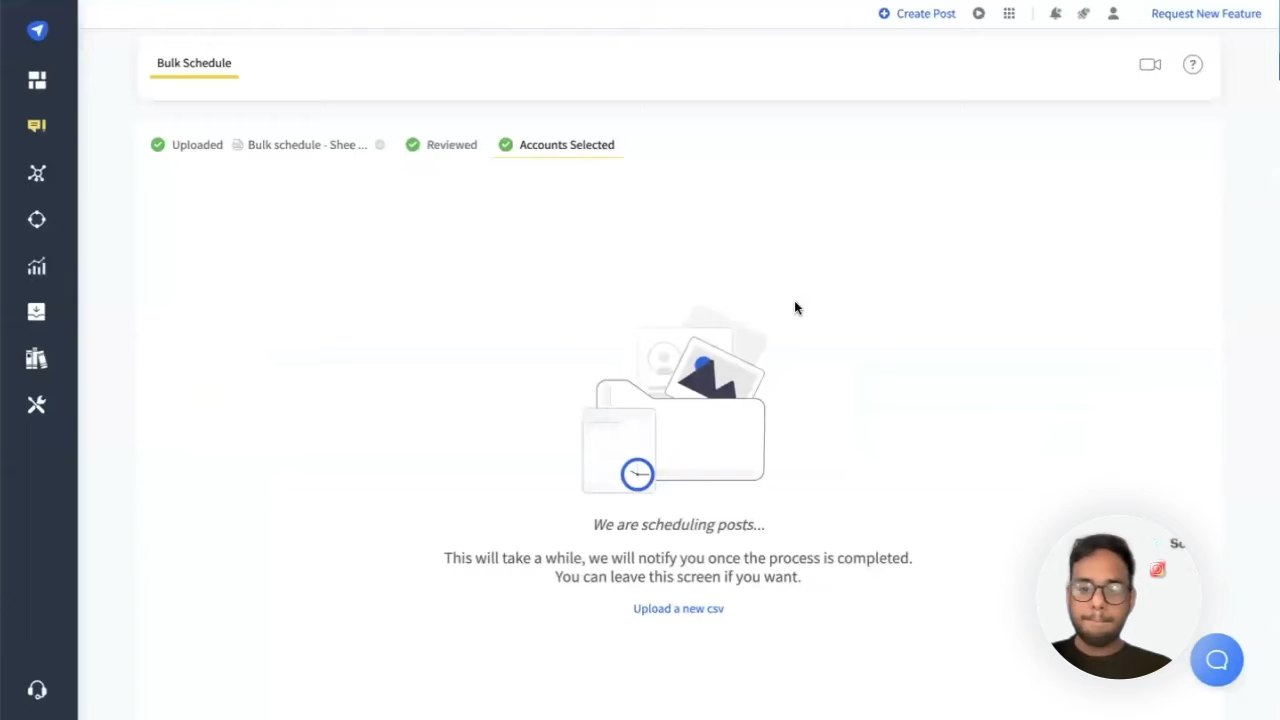 Create Post
Request New Feature
Bulk Schedule
?
Uploaded Bulk schedule - Shee ... Reviewed Accounts Selected
We are scheduling posts...
This will take a while, we will notify you once the process is completed.
You can leave this screen if you want.
Upload a new csv